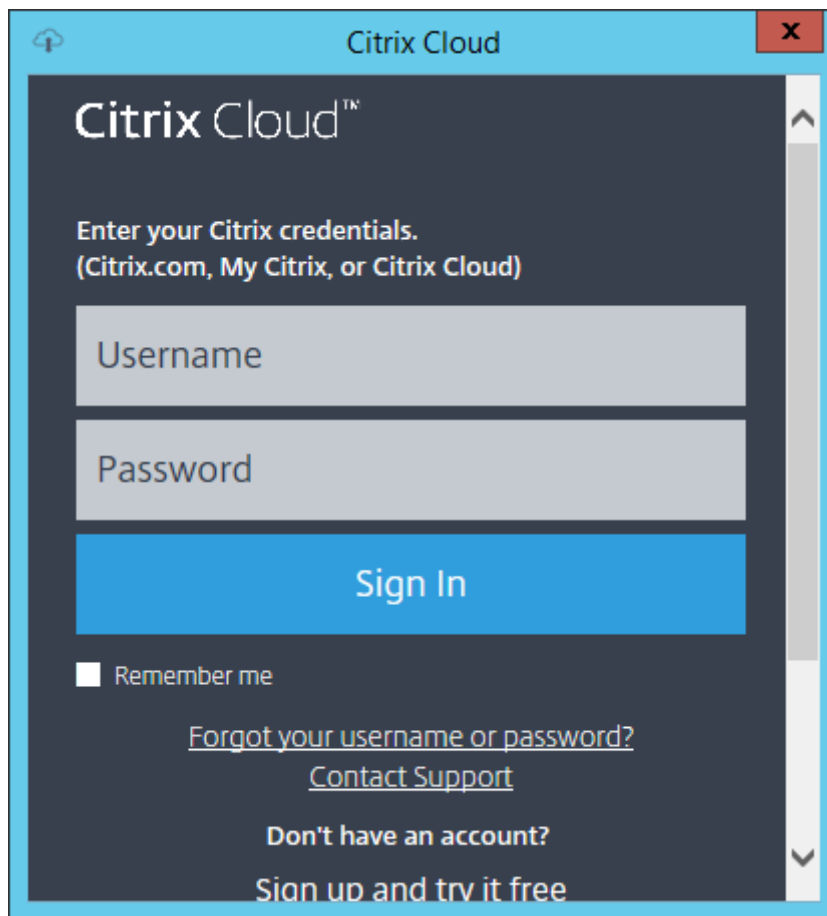 Citrix Cloud
x
Citrix Cloud™
Enter your Citrix credentials.
(Citrix.com, My Citrix, or Citrix Cloud)
Username
Password
Sign In
Remember me
Forgot your username or password?
Contact Support
Don't have an account?
Sign up and try it free